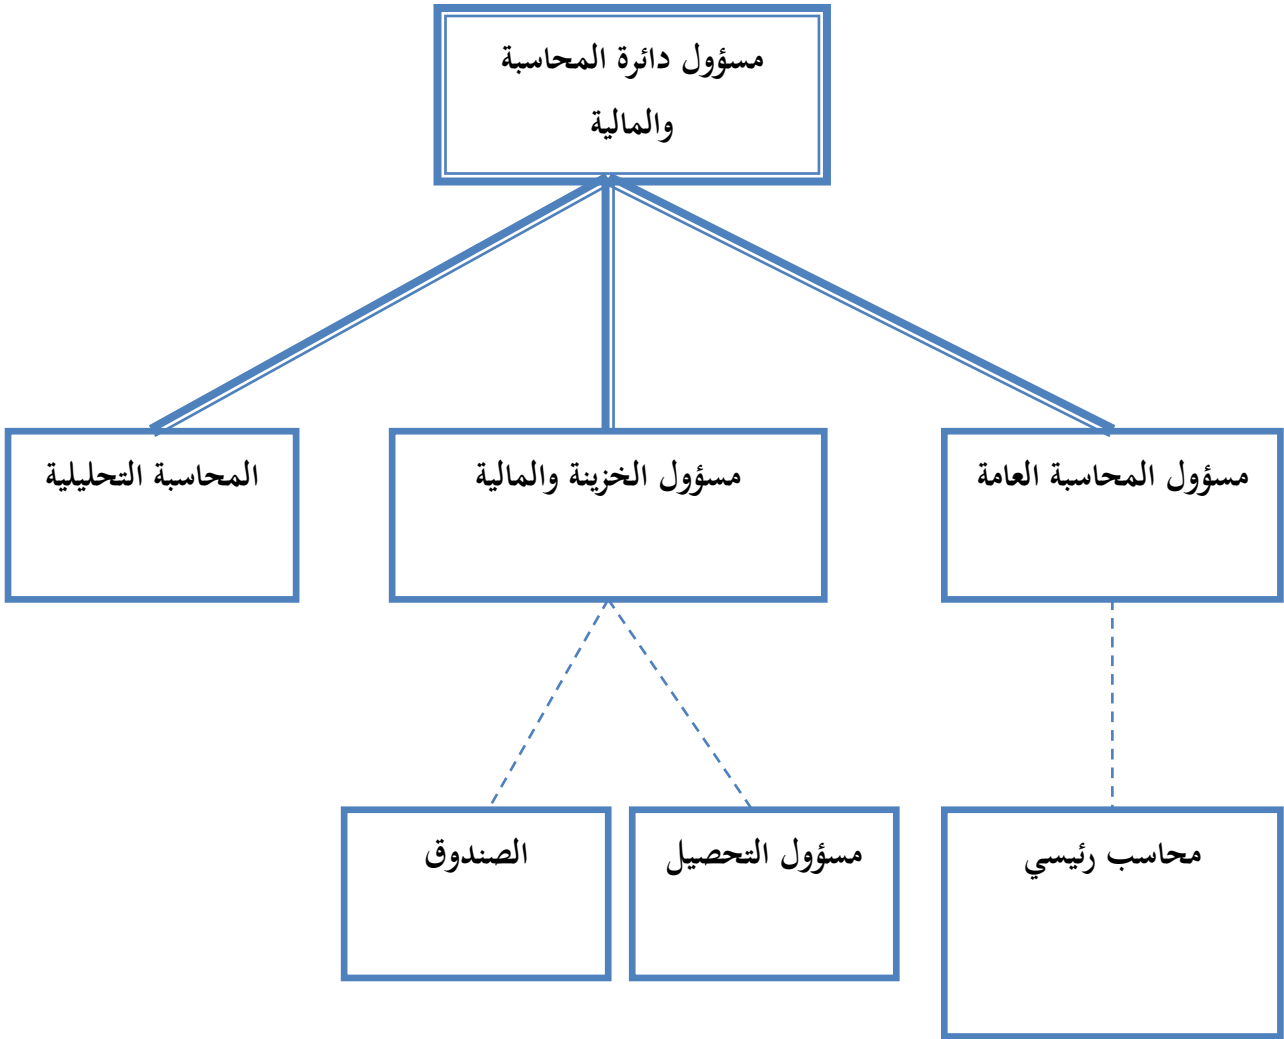 مسؤول دائرة المحاسبة
والمالية
مسؤول المحاسبة العامة
مسؤول الخزينة والمالية
المحاسبة التحليلية
محاسب رئيسي
مسؤول التحصيل
الصندوق